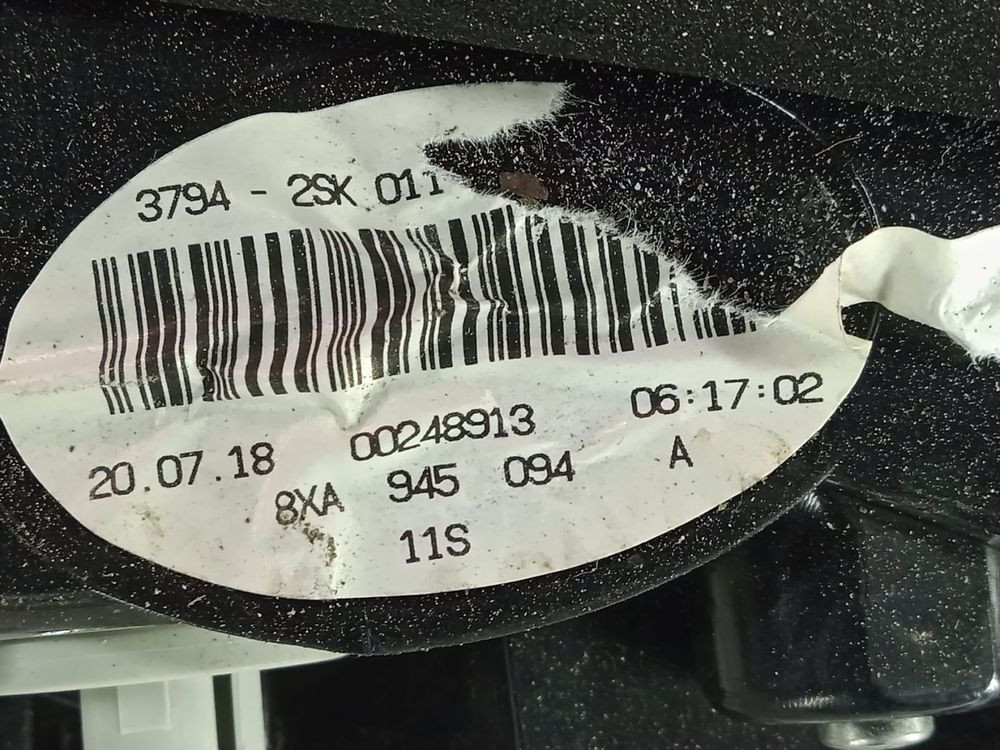 3794 - 2SK 011
20.07.18 00248913 06:17:02
8XA 945 094 A
11S